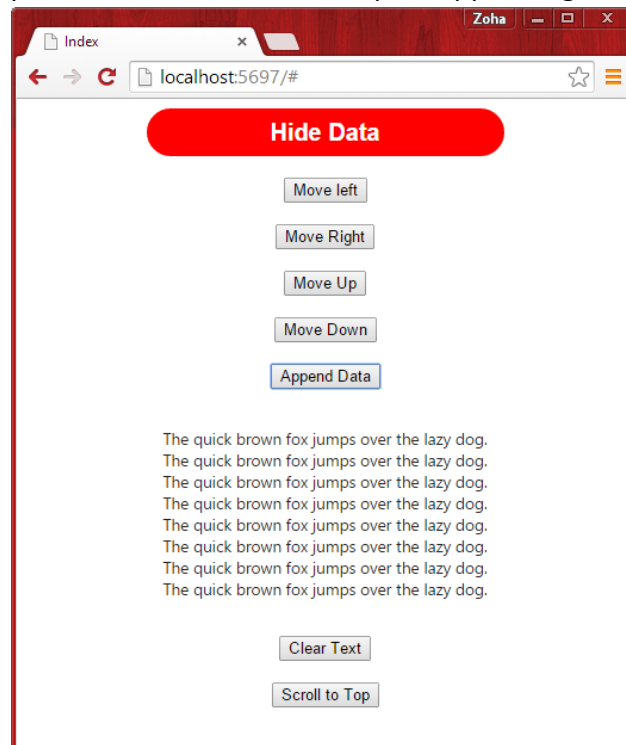 Zoha
Index
localhost:5697/#
Hide Data
Move left
Move Right
Move Up
Move Down
Append Data
The quick brown fox jumps over the lazy dog.
The quick brown fox jumps over the lazy dog.
The quick brown fox jumps over the lazy dog.
The quick brown fox jumps over the lazy dog.
The quick brown fox jumps over the lazy dog.
The quick brown fox jumps over the lazy dog.
The quick brown fox jumps over the lazy dog.
The quick brown fox jumps over the lazy dog.
Clear Text
Scroll to Top